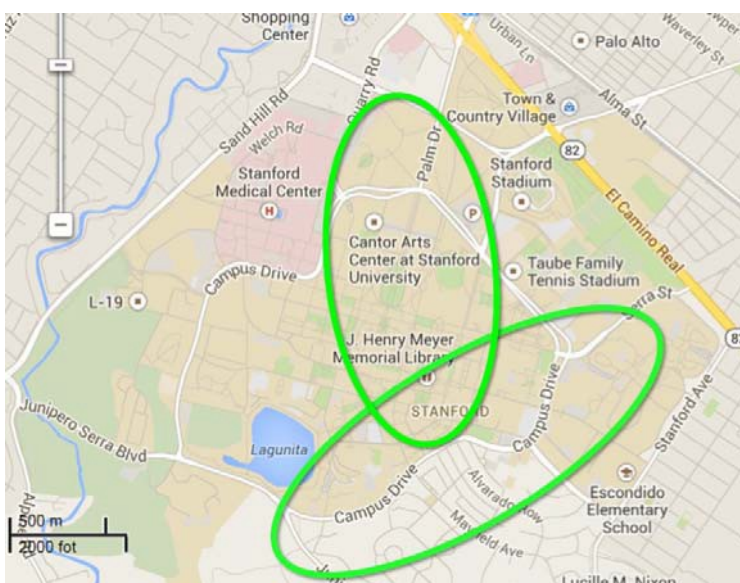 Shopping
Center
Quarry Rd
Urban Ln
Palo Alto
Waverley St
Sand Hill Rd
Welch Rd
Palm Dr
Town &
Country Village
Alma St
82
Stanford
Medical Center
H
P
Stanford
Stadium
El Camino Real
Cantor Arts
Center at Stanford
University
Taube Family
Tennis Stadium
Campus Drive
L-19
Serra St
J. Henry Meyer
Memorial Library
STANFORD
Campus Drive
Stanford Ave
Junipero Serra Blvd
Lagunita
Campus Drive
Alvarado Row
Mayfield Ave
Escondido
Elementary
School
500 m
2000 fot
Lucille M. Nixon